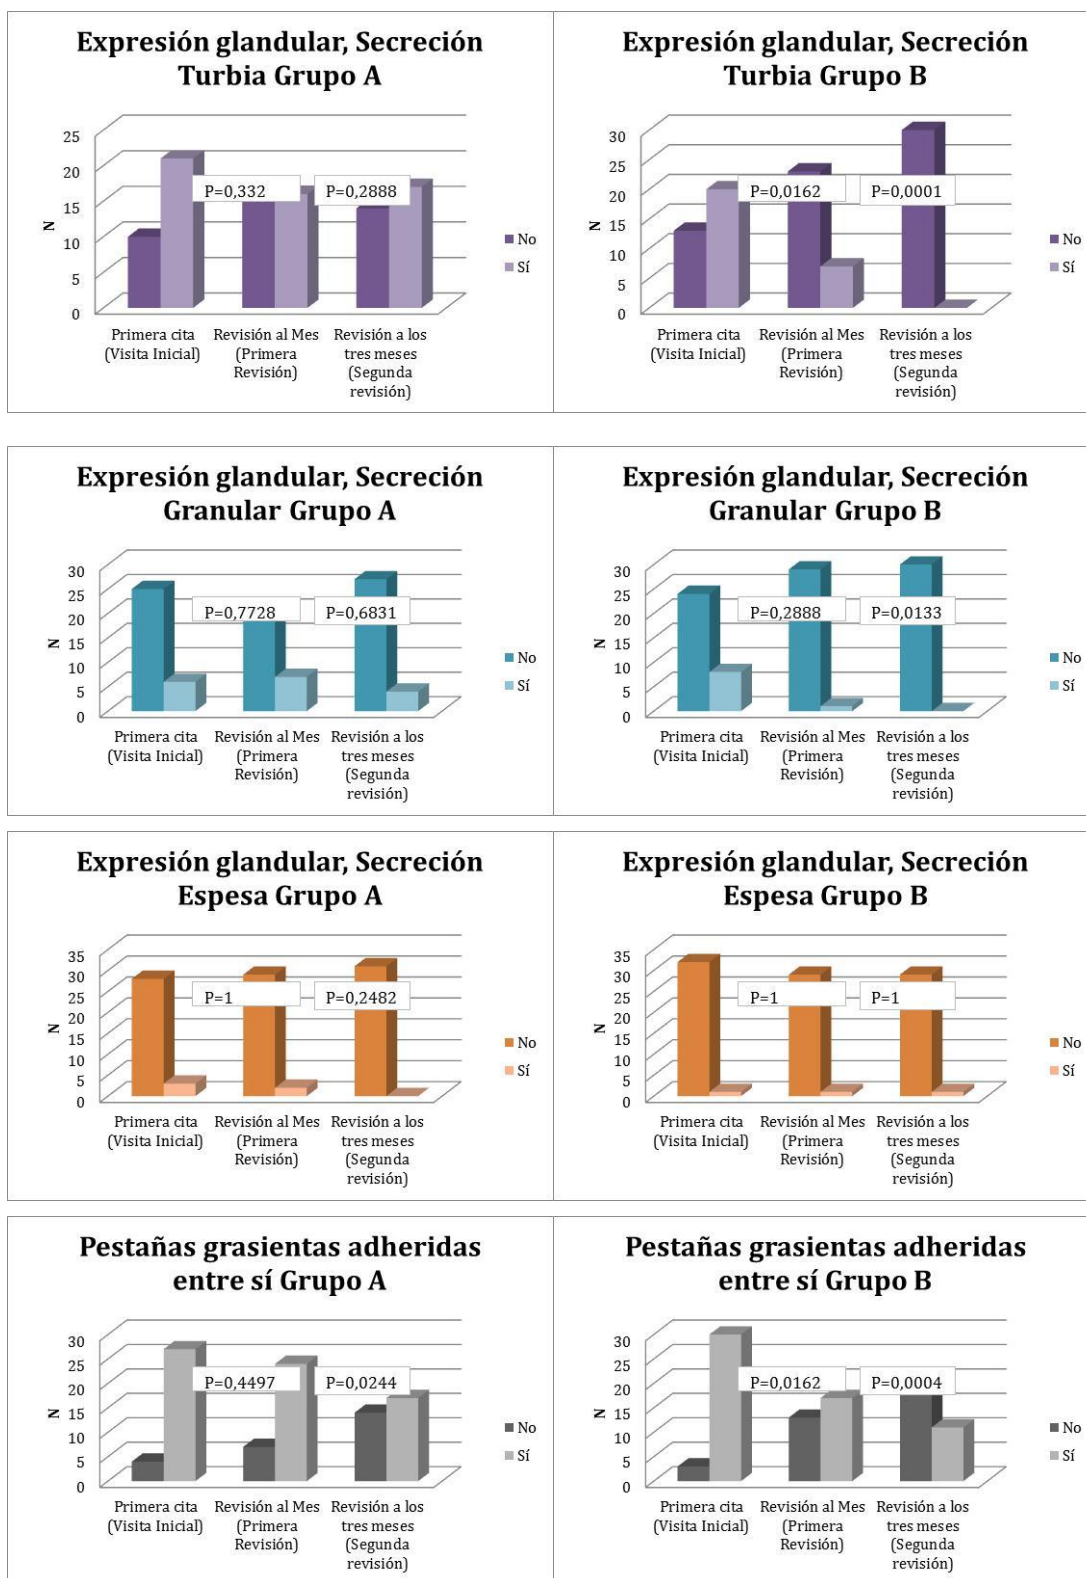 Expresión glandular, Secreción
Turbia Grupo A
25
20
15
10
5
0
N
P=0,332
P=0,2888
No
Sí
Primera cita
(Visita Inicial)
Revisión al Mes
(Primera
Revisión)
Revisión a los
tres meses
(Segunda
revisión)
Expresión glandular, Secreción
Turbia Grupo B
30
25
20
15
10
5
0
N
P=0,0162
P=0,0001
No
Sí
Primera cita
(Visita Inicial)
Revisión al Mes
(Primera
Revisión)
Revisión a los
tres meses
(Segunda
revisión)
Expresión glandular, Secreción
Granular Grupo A
30
25
20
15
10
5
0
N
P=0,7728
P=0,6831
No
Sí
Primera cita
(Visita Inicial)
Revisión al Mes
(Primera
Revisión)
Revisión a los
tres meses
(Segunda
revisión)
Expresión glandular, Secreción
Granular Grupo B
30
25
20
15
10
5
0
N
P=0,2888
P=0,0133
No
Sí
Primera cita
(Visita Inicial)
Revisión al Mes
(Primera
Revisión)
Revisión a los
tres meses
(Segunda
revisión)
Expresión glandular, Secreción
Espesa Grupo A
35
30
25
20
15
10
5
0
N
P=1
P=0,2482
No
Sí
Primera cita
(Visita Inicial)
Revisión al Mes
(Primera
Revisión)
Revisión a los
tres meses
(Segunda
revisión)
Expresión glandular, Secreción
Espesa Grupo B
35
30
25
20
15
10
5
0
N
P=1
P=1
No
Sí
Primera cita
(Visita Inicial)
Revisión al Mes
(Primera
Revisión)
Revisión a los
tres meses
(Segunda
revisión)
Pestañas grasientas adheridas
entre sí Grupo A
30
25
20
15
10
5
0
N
P=0,4497
P=0,0244
No
Sí
Primera cita
(Visita Inicial)
Revisión al Mes
(Primera
Revisión)
Revisión a los
tres meses
(Segunda
revisión)
Pestañas grasientas adheridas
entre sí Grupo B
30
25
20
15
10
5
0
N
P=0,0162
P=0,0004
No
Sí
Primera cita
(Visita Inicial)
Revisión al Mes
(Primera
Revisión)
Revisión a los
tres meses
(Segunda
revisión)